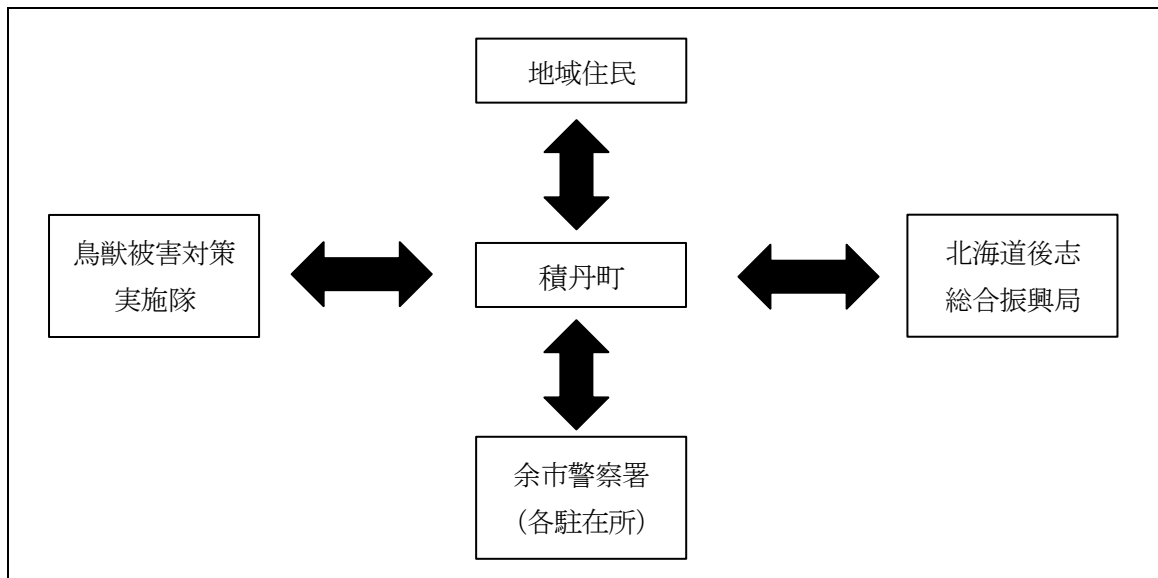 地域住民
鳥獣被害対策
実施隊
積丹町
北海道後志
総合振興局
余市警察署
（各駐在所）